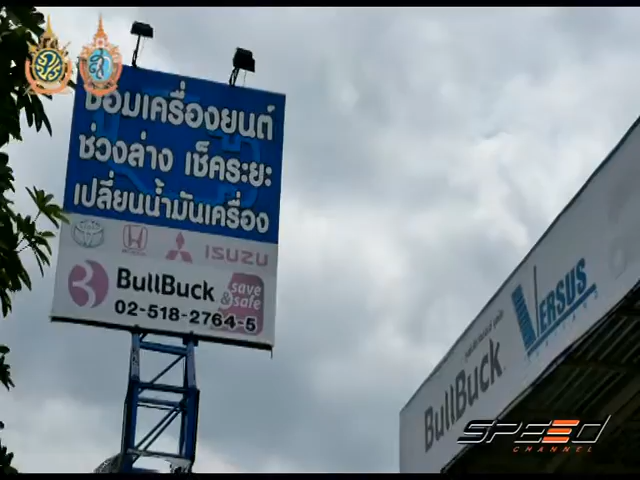 ซ่อมเครื่องยนต์
ช่วงล่าง เช็คระยะ
เปลี่ยนน้ำมันเครื่อง
ISUZU
BullBuck
save
& safe
02-518-2764-5
VERSUS
BullBuck
SPEED
CHANNEL